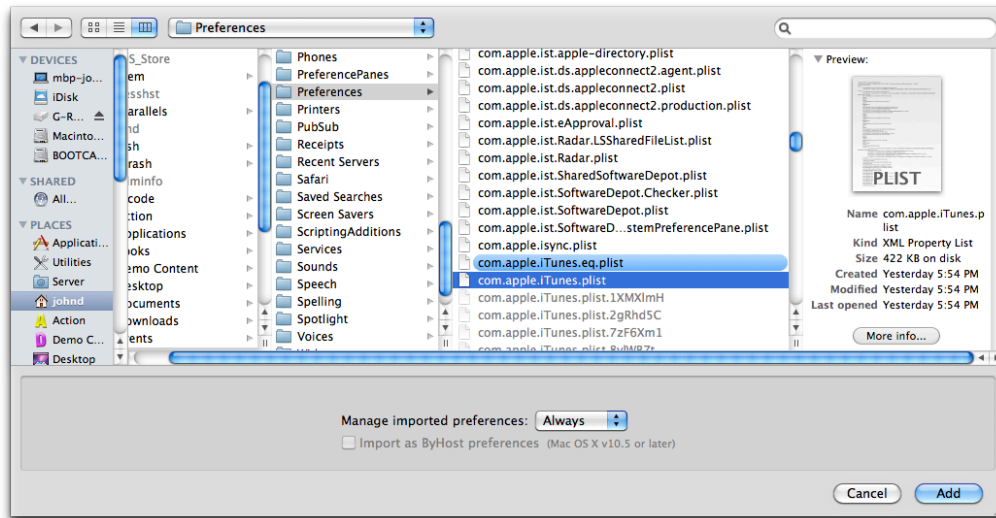 Preferences
DEVICES
mbp-jo...
iDisk
G-R...
Macinto...
BOOTCA...
SHARED
All...
PLACES
Applicati...
Utilities
Server
johnd
Action
Demo C...
Desktop
S_Store
em
esshst
arallels
nd
sh
rash
iminfo
code
ction
pplications
ooks
emo Content
esktop
ocuments
ownloads
ents
Phones
PreferencePanes
Preferences
Printers
PubSub
Receipts
Recent Servers
Safari
Saved Searches
Screen Savers
ScriptingAdditions
Services
Sounds
Speech
Spelling
Spotlight
Voices
com.apple.ist.apple-directory.plist
com.apple.ist.ds.appleconnect2.agent.plist
com.apple.ist.ds.appleconnect2.plist
com.apple.ist.ds.appleconnect2.production.plist
com.apple.ist.eApproval.plist
com.apple.ist.Radar.LSSharedFileList.plist
com.apple.ist.Radar.plist
com.apple.ist.SharedSoftwareDepot.plist
com.apple.ist.SoftwareDepot.Checker.plist
com.apple.ist.SoftwareDepot.plist
com.apple.ist.SoftwareD...stemPreferencePane.plist
com.apple.isync.plist
com.apple.iTunes.eq.plist
com.apple.iTunes.plist
com.apple.iTunes.plist.1XMXImH
com.apple.iTunes.plist.2gRhd5C
com.apple.iTunes.plist.7zF6Xm1
Preview:
PLIST
Name com.apple.iTunes.p
list
Kind XML Property List
Size 422 KB on disk
Created Yesterday 5:54 PM
Modified Yesterday 5:54 PM
Last opened Yesterday 5:54 PM
More info...
Manage imported preferences: Always
Import as ByHost preferences (Mac OS X v10.5 or later)
Cancel Add